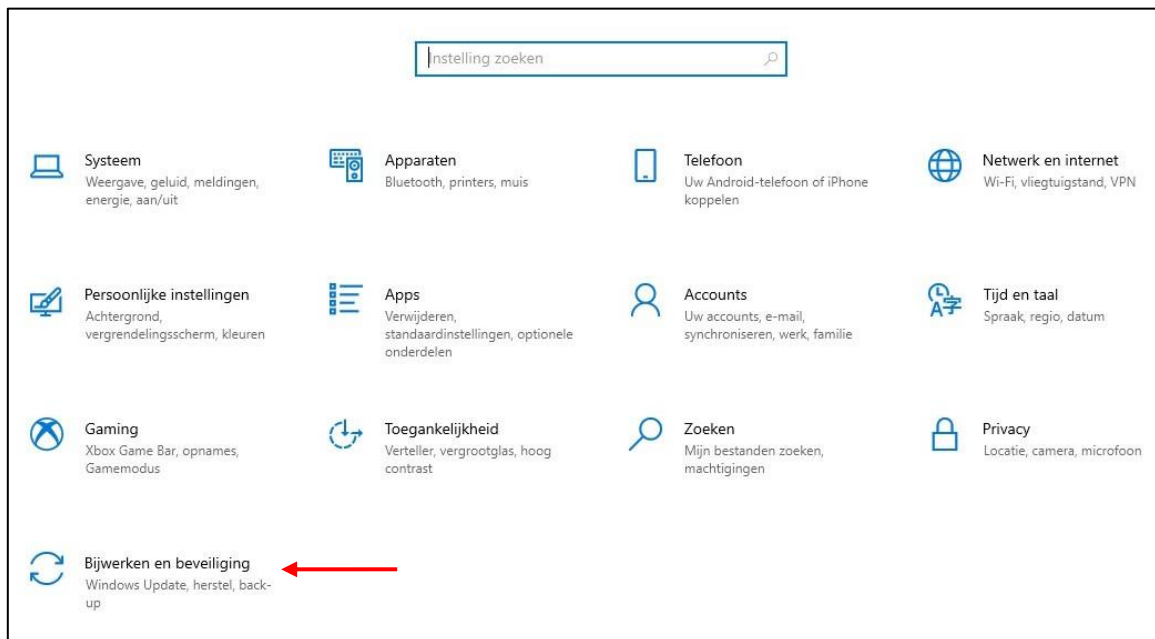 Instelling zoeken
Systeem
Weergave, geluid, meldingen,
energie, aan/uit
Apparaten
Bluetooth, printers, muis
Telefoon
Uw Android-telefoon of iPhone
koppelen
Netwerk en internet
Wi-Fi, vliegtuigstand, VPN
Persoonlijke instellingen
Achtergrond,
vergrendelingsscherm, kleuren
Apps
Verwijderen,
standaardinstellingen, optionele
onderdelen
Accounts
Uw accounts, e-mail,
synchroniseren, werk, familie
Tijd en taal
Spraak, regio, datum
Gaming
Xbox Game Bar, opnames,
Gamemodus
Toegankelijkheid
Verteller, vergrootglas, hoog
contrast
Zoeken
Mijn bestanden zoeken,
machtigingen
Privacy
Locatie, camera, microfoon
Bijwerken en beveiliging
Windows Update, herstel, back-
up